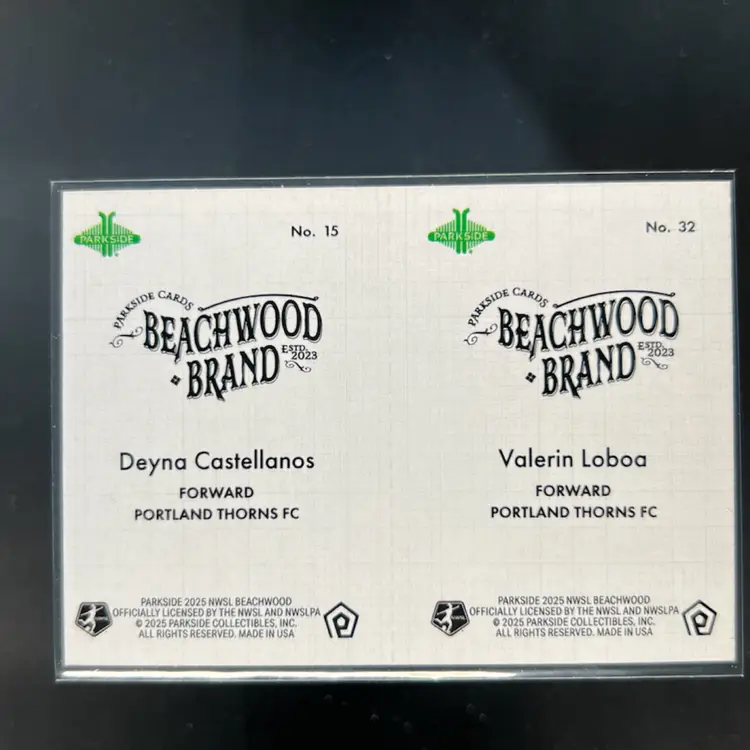 PARKSIDE
No. 15
PARKSIDE CARDS
BEACHWOOD
BRAND
ESTD.
2023
Deyna Castellanos
FORWARD
PORTLAND THORNS FC
PARKSIDE 2025 NWSL BEACHWOOD
OFFICIALLY LICENSED BY THE NWSL AND NWSLPA
© 2025 PARKSIDE COLLECTIBLES, INC.
ALL RIGHTS RESERVED. MADE IN USA
PARKSIDE
No. 32
PARKSIDE CARDS
BEACHWOOD
BRAND
ESTD.
2023
Valerin Loboa
FORWARD
PORTLAND THORNS FC
PARKSIDE 2025 NWSL BEACHWOOD
OFFICIALLY LICENSED BY THE NWSL AND NWSLPA
© 2025 PARKSIDE COLLECTIBLES, INC.
ALL RIGHTS RESERVED. MADE IN USA